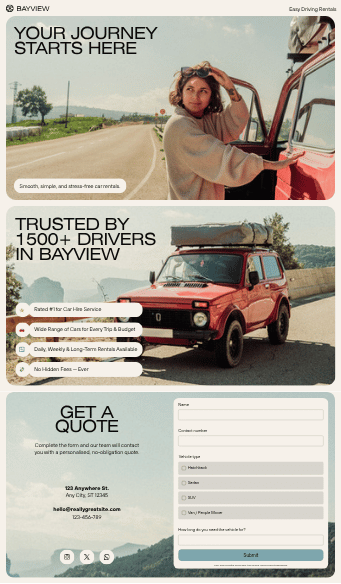 BAYVIEW
Easy Driving Rentals
YOUR JOURNEY
STARTS HERE
Smooth, simple, and stress-free car rentals.
TRUSTED BY
1500+ DRIVERS
IN BAYVIEW
Rated #1 for Car Hire Service
Wide Range of Cars for Every Trip & Budget
Daily, Weekly & Long-Term Rentals Available
No Hidden Fees — Ever
GET A
QUOTE
Complete the form and our team will contact
you with a personalised, no-obligation quote.
123 Anywhere St.
Any City, ST 12345
hello@reallygreatsite.com
123-456-789
Name
Contact number
Vehicle type
Hatchback
Sedan
SUV
Van / People Mover
How long do you need the vehicle for?
Submit